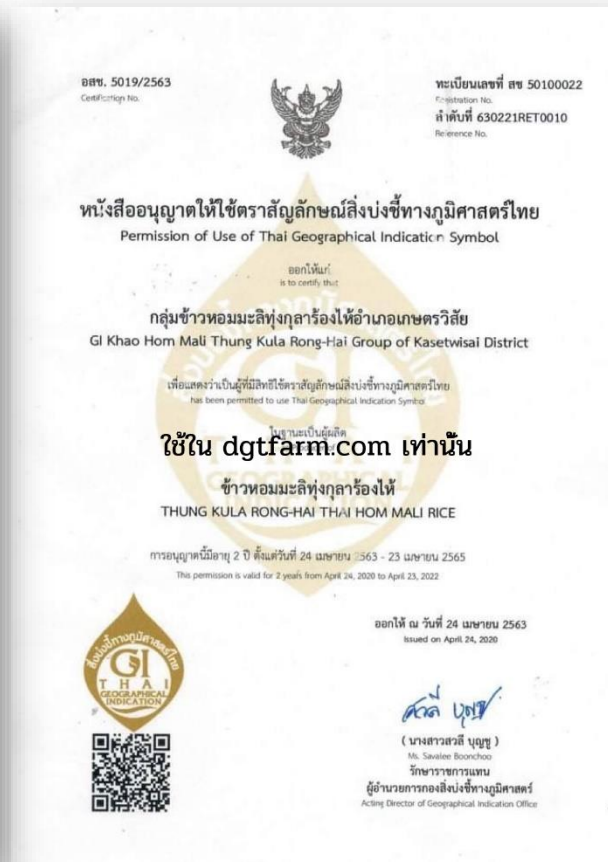 อสช. 5019/2563
Certification No.
ทะเบียนเลขที่ สช 50100022
Registration No.
ลำดับที่ 630221RET0010
Reference No.
หนังสืออนุญาตให้ใช้ตราสัญลักษณ์สิ่งบ่งชี้ทางภูมิศาสตร์ไทย
Permission of Use of Thai Geographical Indication Symbol
ออกให้แก่
is to certify that
กลุ่มข้าวหอมมะลิทุ่งกุลาร้องไห้อำเภอเกษตรวิสัย
GI Khao Hom Mali Thung Kula Rong-Hai Group of Kasetwisai District
เพื่อแสดงว่าเป็นผู้ที่มีสิทธิใช้ตราสัญลักษณ์สิ่งบ่งชี้ทางภูมิศาสตร์ไทย
has been permitted to use Thai Geographical Indication Symbol
ในฐานะเป็นผู้ผลิต
ใช้ใน dgtfarm.com เท่านั้น
ข้าวหอมมะลิทุ่งกุลาร้องไห้
THUNG KULA RONG-HAI THAI HOM MALI RICE
การอนุญาตนี้มีอายุ 2 ปี ตั้งแต่วันที่ 24 เมษายน 2563 - 23 เมษายน 2565
This permission is valid for 2 years from April 24, 2020 to April 23, 2022
ออกให้ ณ วันที่ 24 เมษายน 2563
Issued on April 24, 2020
สิ่งบ่งชี้ทางภูมิศาสตร์ไทย
GI
THAI
GEOGRAPHICAL
INDICATION
( นางสาวสวลี บุญชู )
Ms. Savalee Boonchoo
รักษาราชการแทน
ผู้อำนวยการกองสิ่งบ่งชี้ทางภูมิศาสตร์
Acting Director of Geographical Indication Office